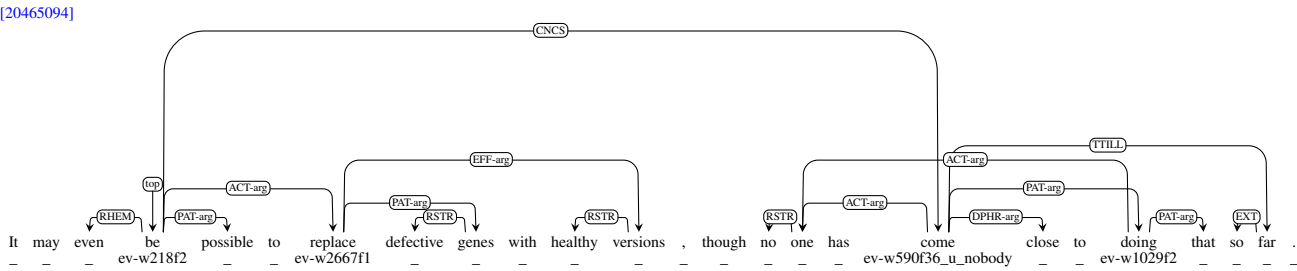 [20465094]
CNCS
TTILL
EFF-arg ACT-arg
top ACT-arg PAT-arg
PAT-arg ACT-arg
RHEM PAT-arg RSTR RSTR RSTR DPHR-arg PAT-arg EXT
It may even be possible to replace defective genes with healthy versions , though no one has come close to doing that so far .
_ _ _ ev-w218f2 _ _ ev-w2667f1 _ _ _ _ _ _ _ _ _ _ ev-w590f36_u_nobody _ _ ev-w1029f2 _ _ _ _